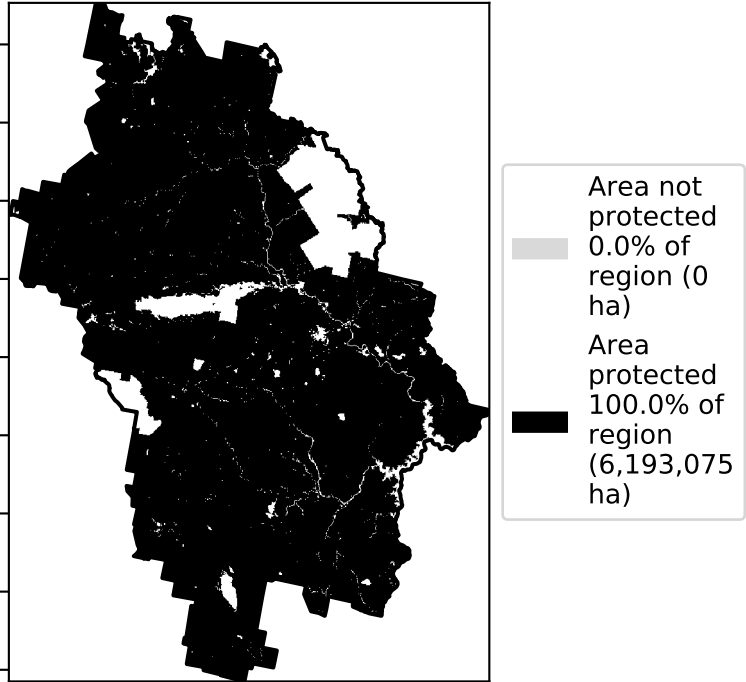 Area not
protected
0.0% of
region (0
ha)
Area
protected
100.0% of
region
(6,193,075
ha)